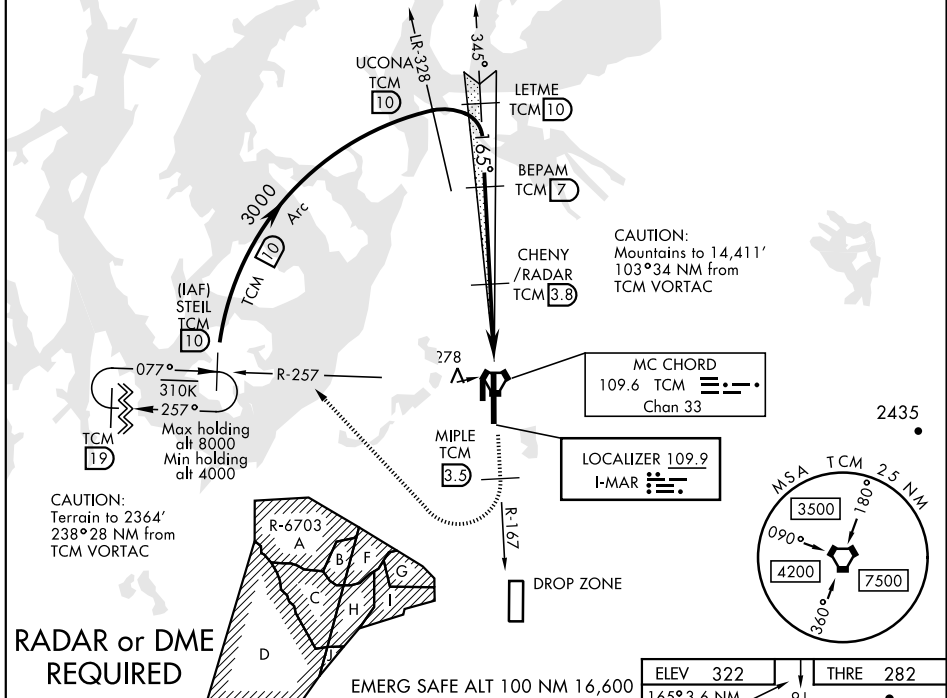 LR-328
345°
UCONA
TCM
10
LETME
TCM 10
165°
BEPAM
TCM 7
3000
TCM 10 Arc
CHENY
/RADAR
TCM 3.8
CAUTION:
Mountains to 14,411'
103°34 NM from
TCM VORTAC
(IAF)
STEIL
TCM
10
077°
310K
257°
R-257
278
MC CHORD
109.6 TCM
Chan 33
TCM
19
Max holding
alt 8000
Min holding
alt 4000
2435
MIPLE
TCM
3.5
LOCALIZER 109.9
I-MAR
CAUTION:
Terrain to 2364'
238°28 NM from
TCM VORTAC
MSA TCM 25 NM
3500
180°
090°
4200
7500
360°
R-6703
A
B
F
G
C
H
I
D
J
R-167
DROP ZONE
RADAR or DME
REQUIRED
EMERG SAFE ALT 100 NM 16,600
ELEV 322
THRE 282
165° 3.6 NM